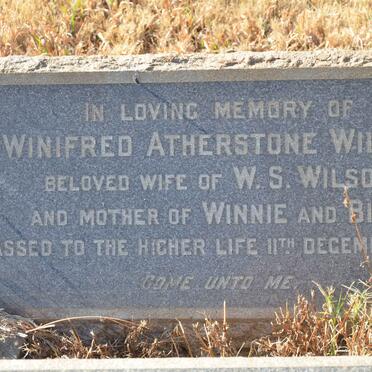 IN LOVING MEMORY OF
WINIFRED ATHERSTONE WIL
BELOVED WIFE OF W. S. WILSO
AND MOTHER OF WINNIE AND BI
ASSED TO THE HIGHER LIFE 11TH DECEM
COME UNTO ME.